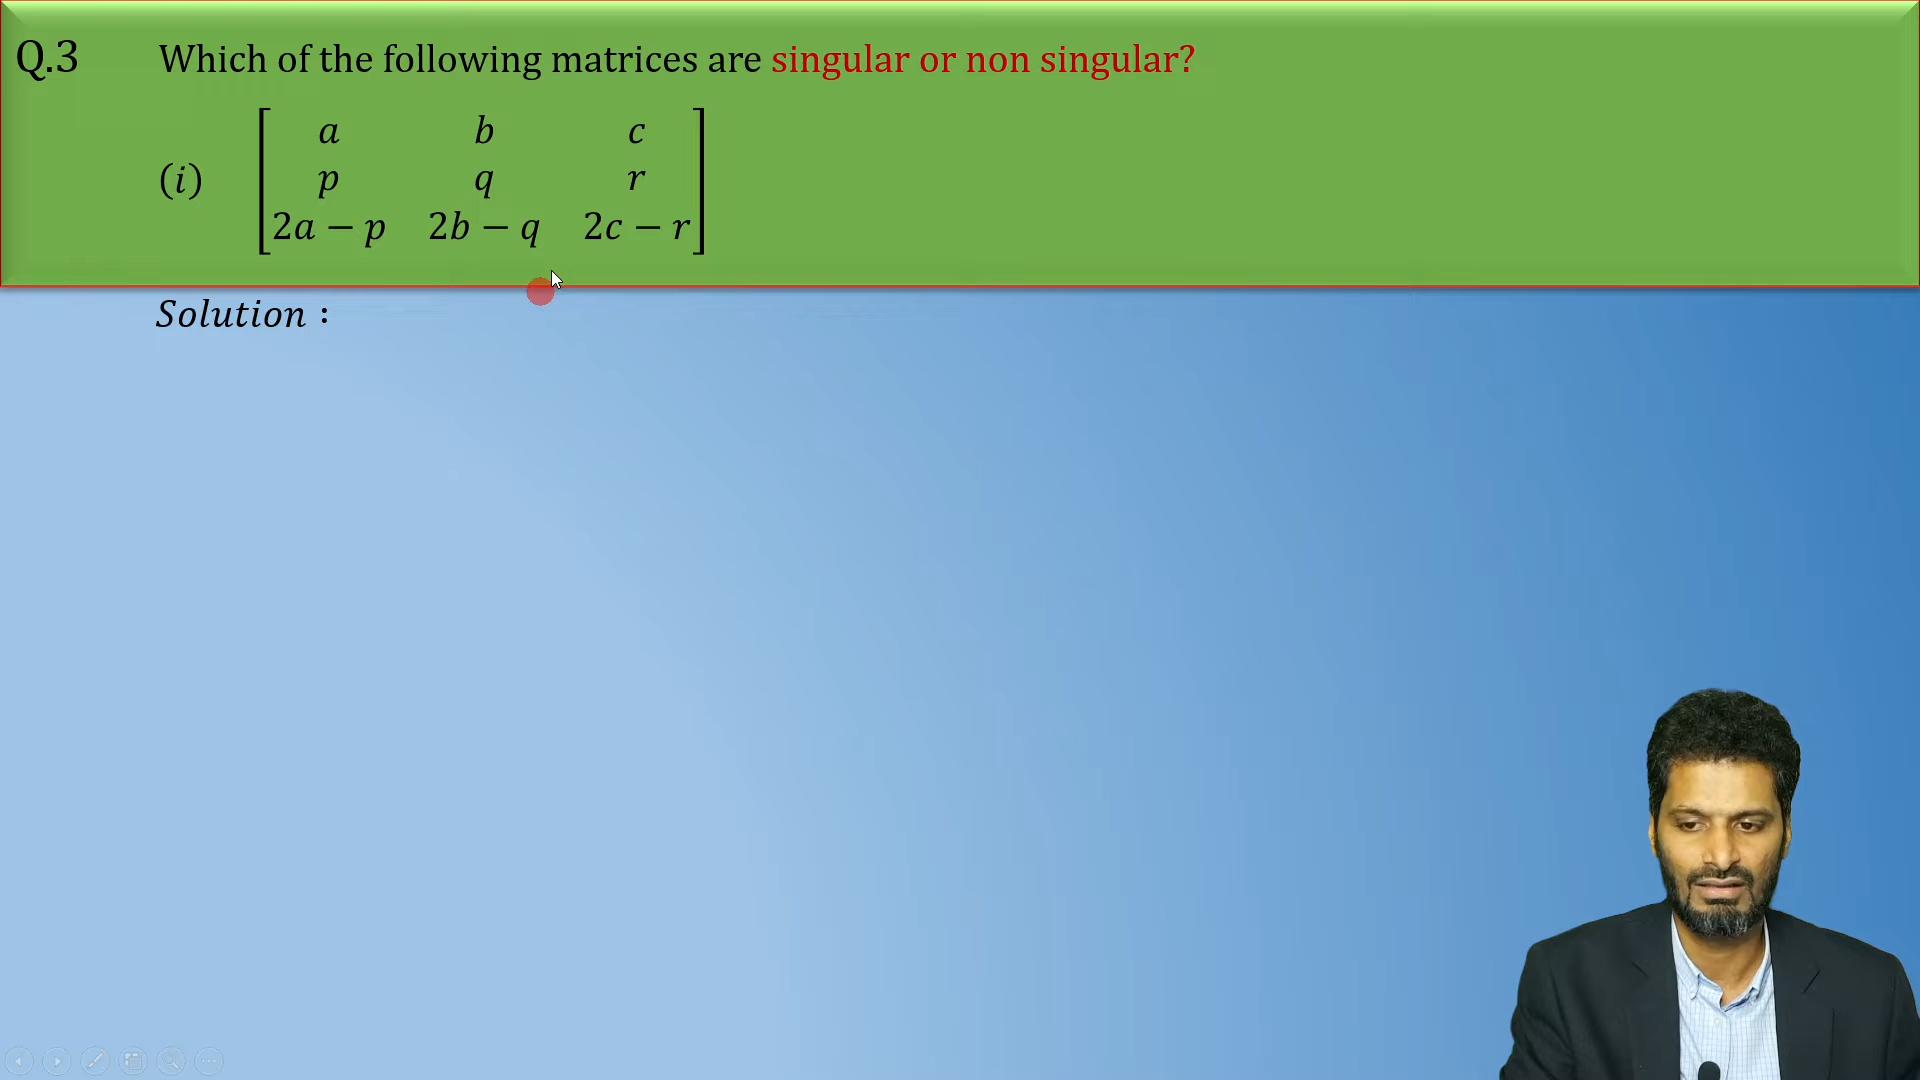 Q.3 Which of the following matrices are singular or non singular?
a b c
(i) p q r
2a − p 2b − q 2c − r
Solution :